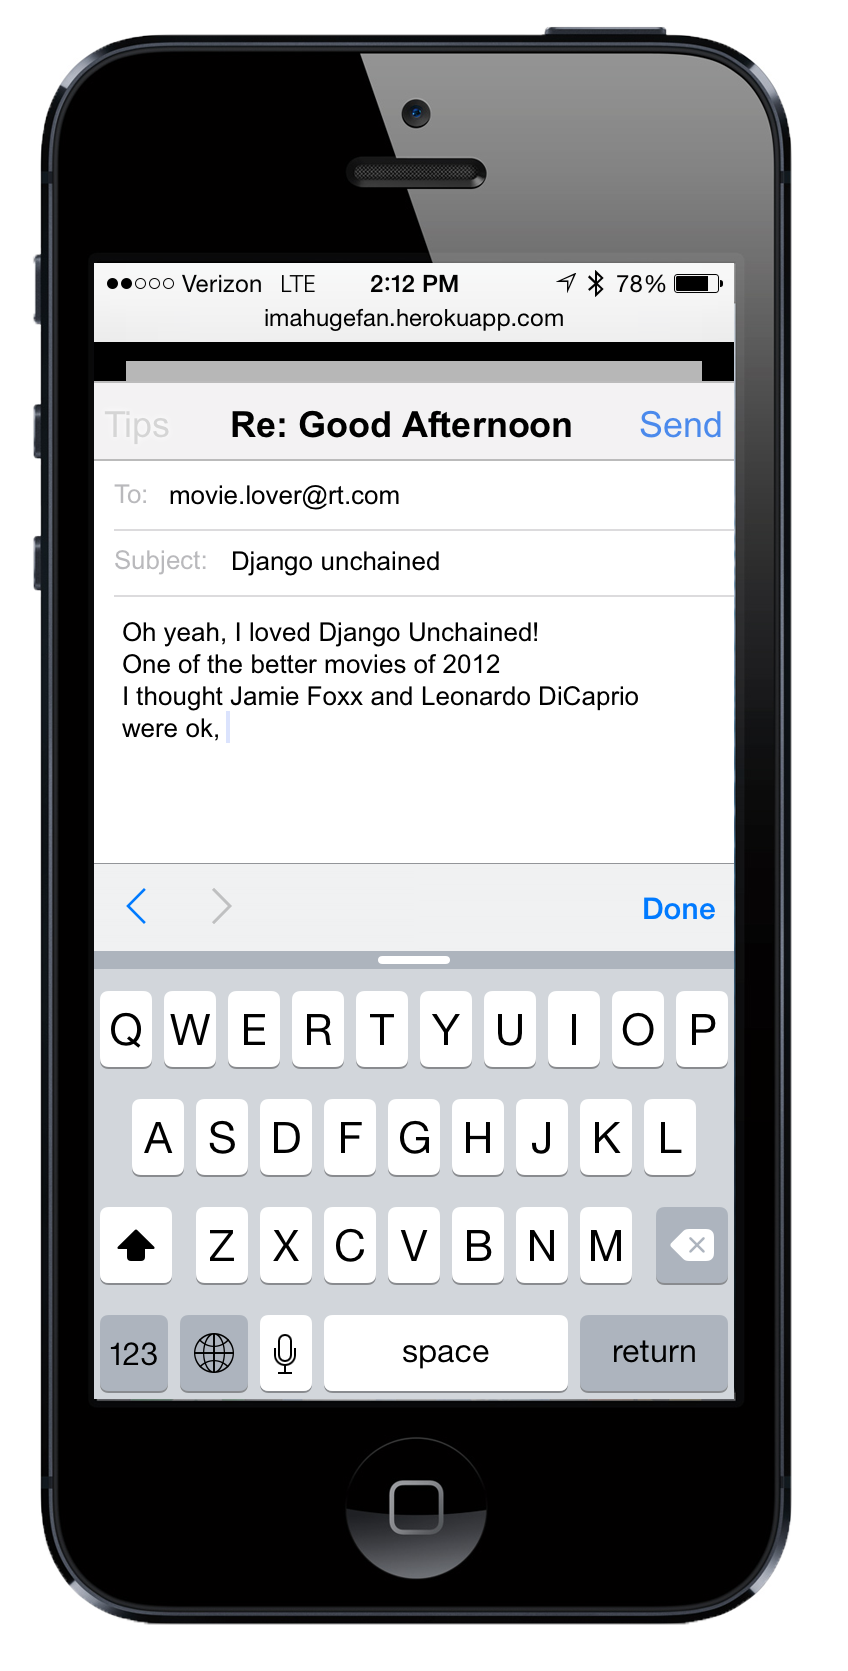 Verizon LTE 2:12 PM 78%
imahugefan.herokuapp.com
Tips Re: Good Afternoon Send
To: movie.lover@rt.com
Subject: Django unchained
Oh yeah, I loved Django Unchained!
One of the better movies of 2012
I thought Jamie Foxx and Leonardo DiCaprio
were ok,
Done
Q W E R T Y U I O P
A S D F G H J K L
Z X C V B N M
123 space return